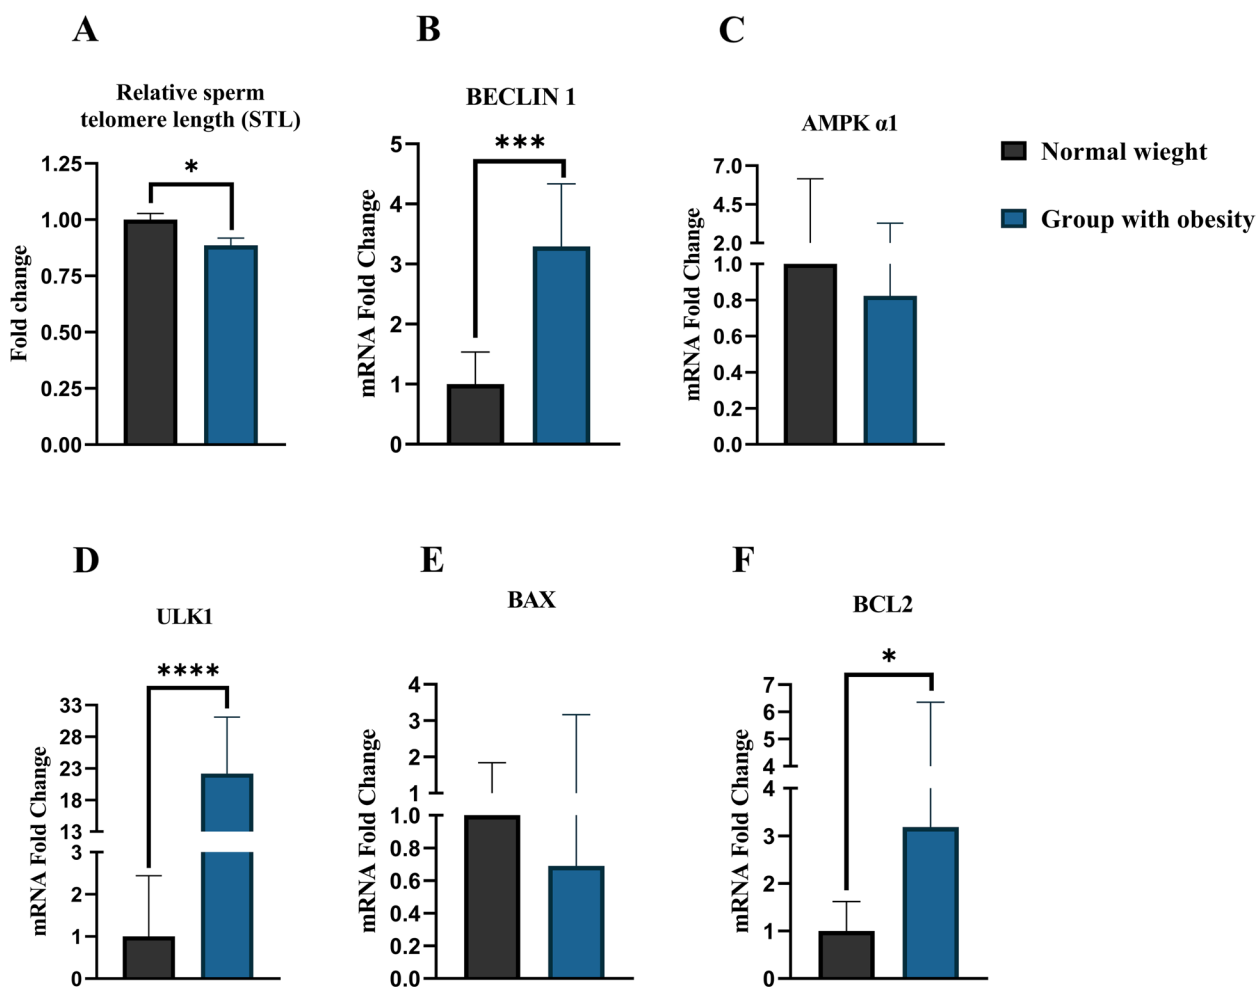 A
Relative sperm
telomere length (STL)
*
Fold change
1.25
1.00
0.75
0.50
0.25
0.00
B
BECLIN 1
***
mRNA Fold Change
5
4
3
2
1
0
C
AMPK α1
mRNA Fold Change
7.0
4.5
2.0
1.0
0.8
0.6
0.4
0.2
0.0
Normal wieght
Group with obesity
D
ULK1
****
mRNA Fold Change
33
28
23
18
13
3
2
1
0
E
BAX
mRNA Fold Change
4
3
2
1
1.0
0.8
0.6
0.4
0.2
0.0
F
BCL2
*
mRNA Fold Change
7
6
5
4
4
3
2
1
0